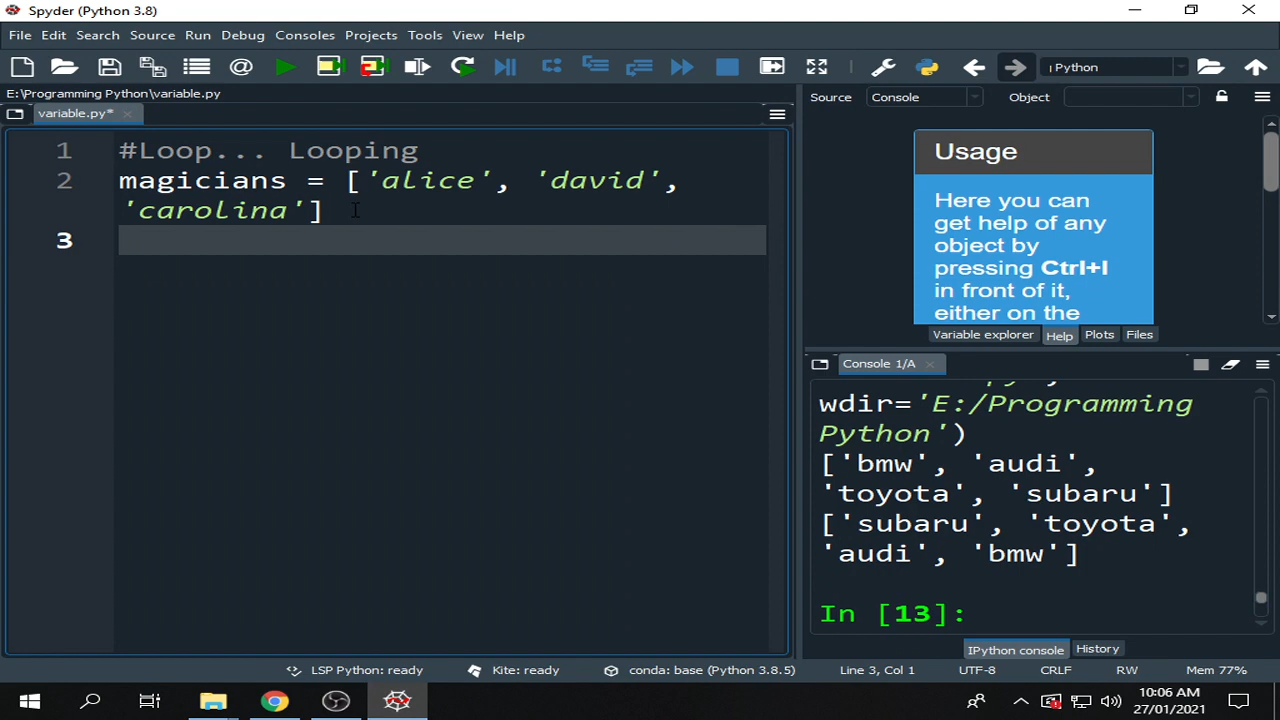 Spyder (Python 3.8)
File Edit Search Source Run Debug Consoles Projects Tools View Help
Python
E:\Programming Python\variable.py
Source Console Object
variable.py*
1 #Loop... Looping
2 magicians = ['alice', 'david',
'carolina']
3
Usage
Here you can
get help of any
object by
pressing Ctrl+I
in front of it,
either on the
Variable explorer Help Plots Files
Console 1/A
wdir='E:/Programming
Python')
['bmw', 'audi',
'toyota', 'subaru']
['subaru', 'toyota',
'audi', 'bmw']
In [13]:
IPython console History
LSP Python: ready Kite: ready conda: base (Python 3.8.5) Line 3, Col 1 UTF-8 CRLF RW Mem 77%
10:06 AM
27/01/2021